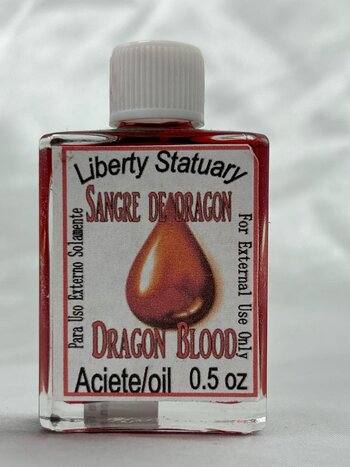 Liberty Statuary
SANGRE DE DRAGON
Para Uso Externo Solamente
For External Use Only
DRAGON BLOOD
Aciete/oil 0.5 oz